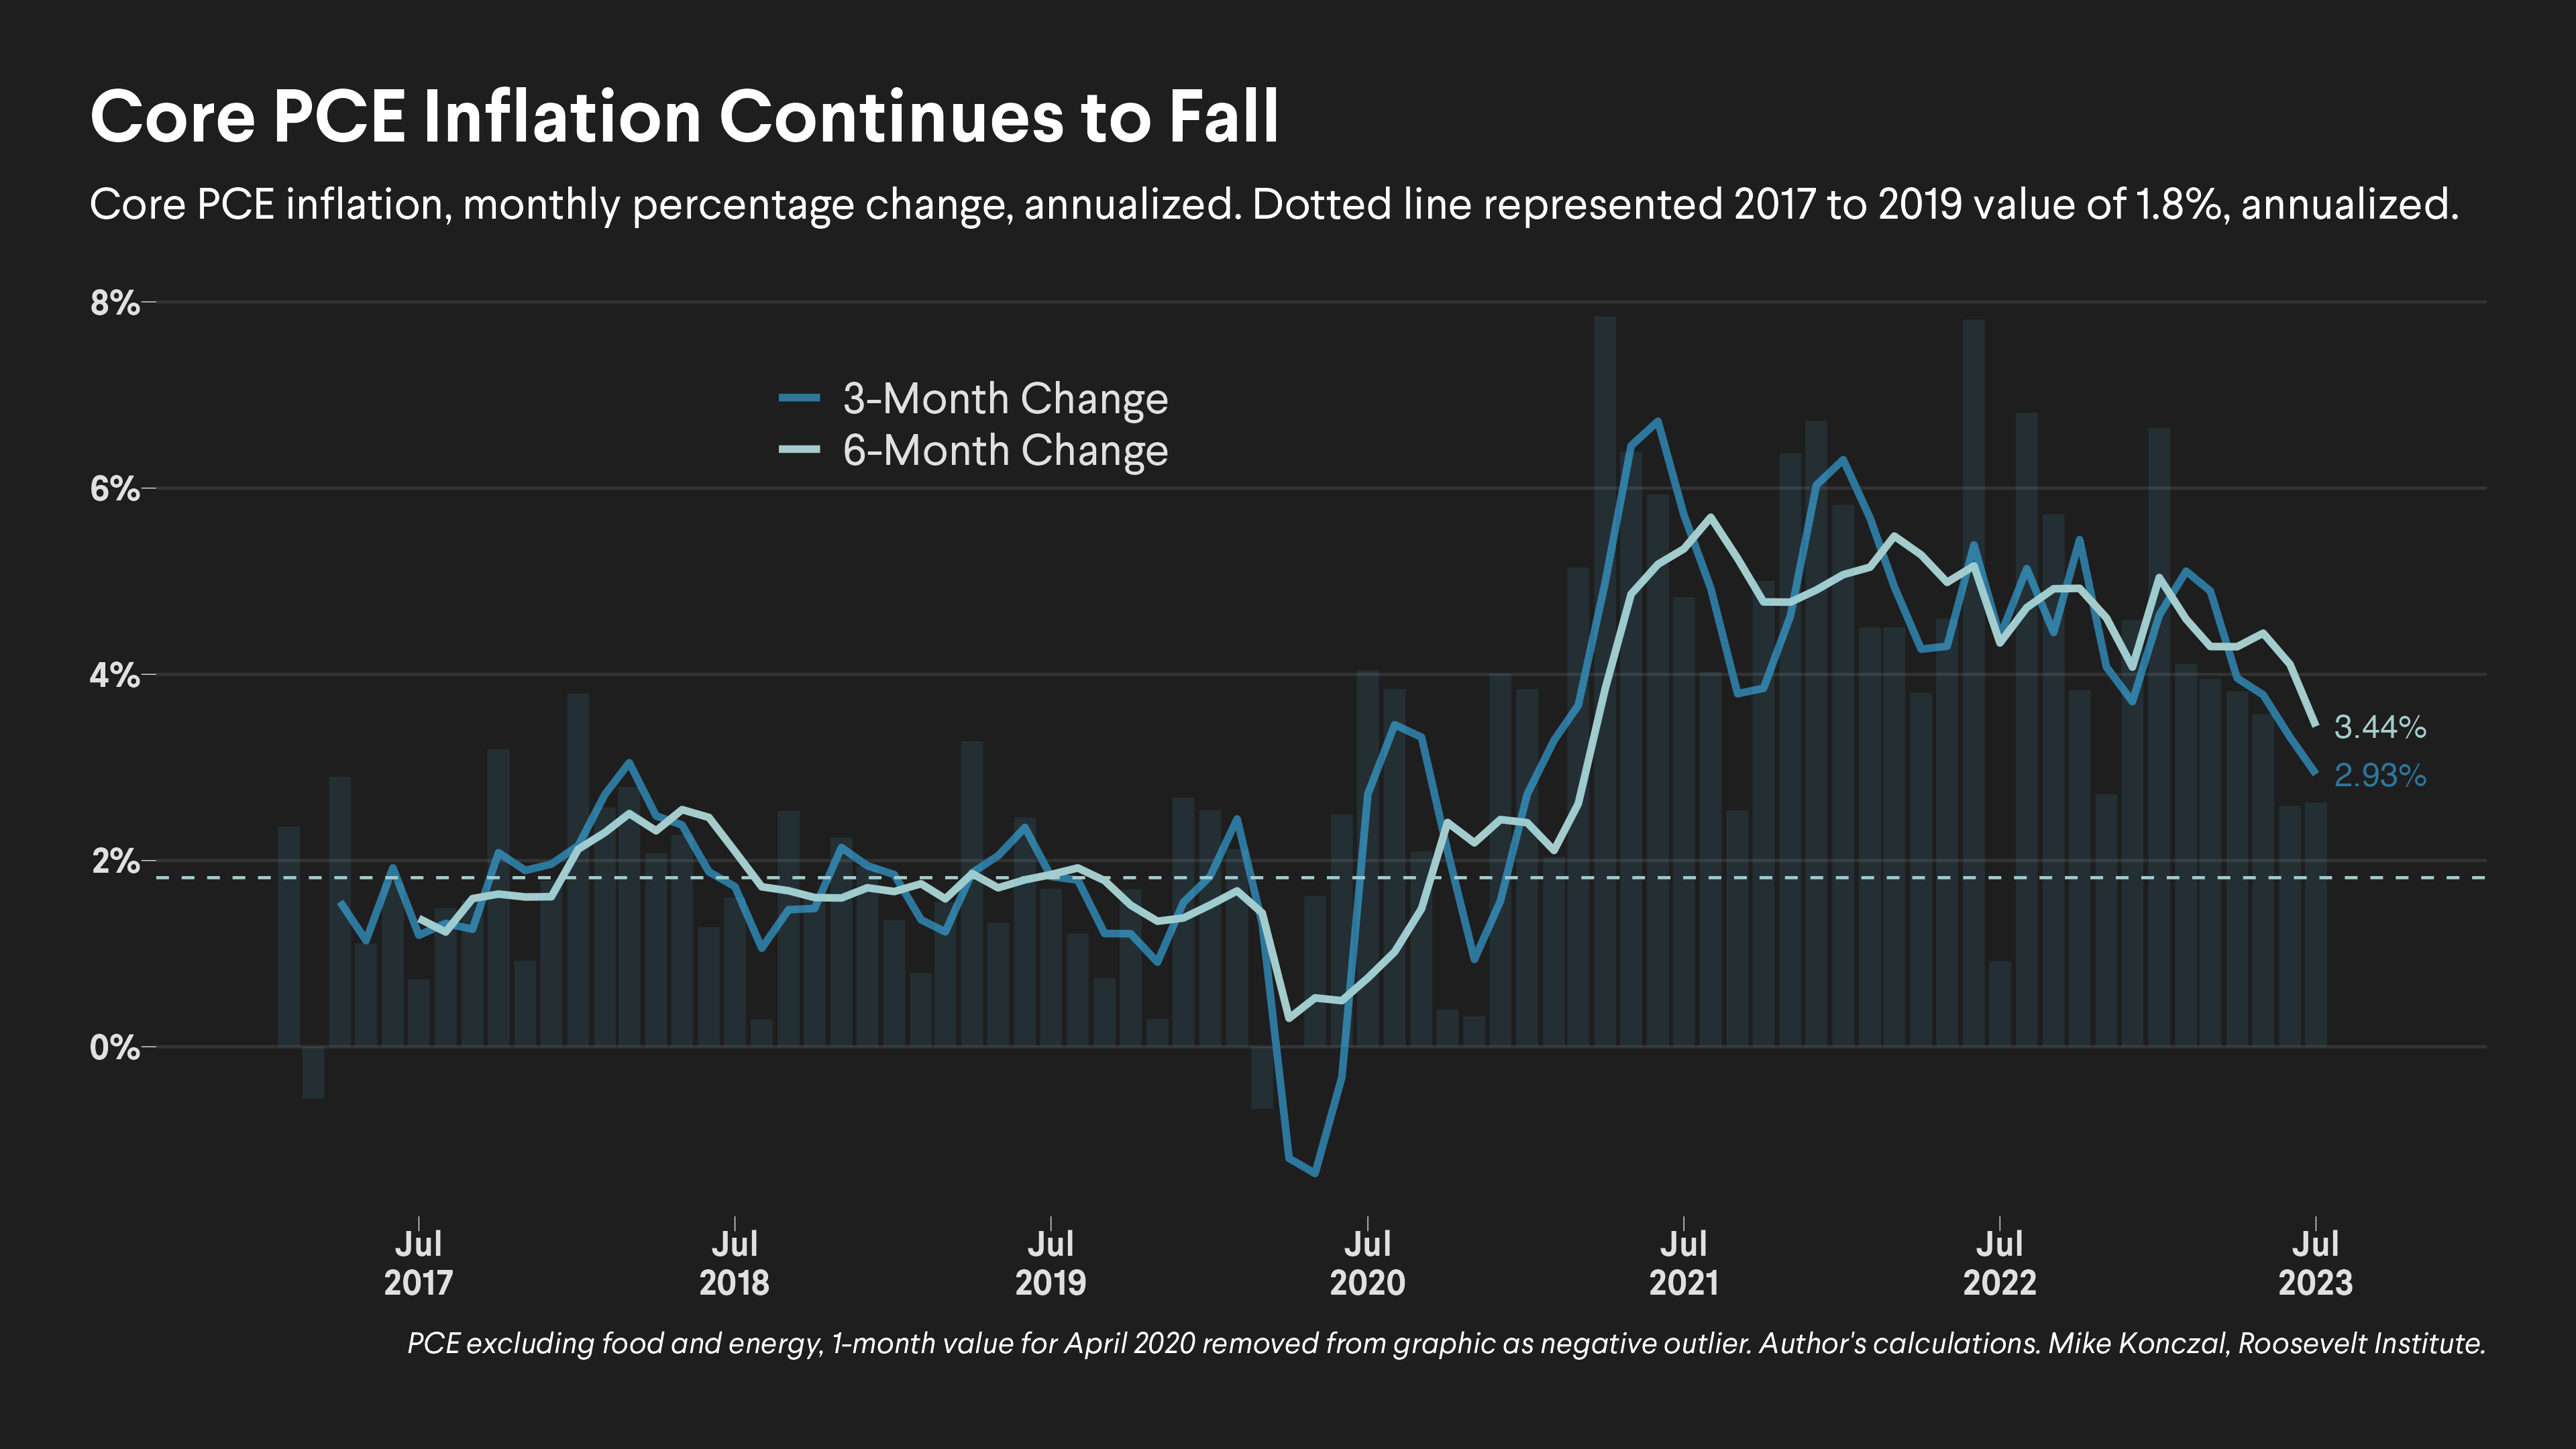 Core PCE Inflation Continues to Fall
Core PCE inflation, monthly percentage change, annualized. Dotted line represented 2017 to 2019 value of 1.8%, annualized.
8%
3-Month Change
6-Month Change
6%
4%
3.44%
2.93%
2%
0%
Jul
2017
Jul
2018
Jul
2019
Jul
2020
Jul
2021
Jul
2022
Jul
2023
PCE excluding food and energy, 1-month value for April 2020 removed from graphic as negative outlier. Author's calculations. Mike Konczal, Roosevelt Institute.